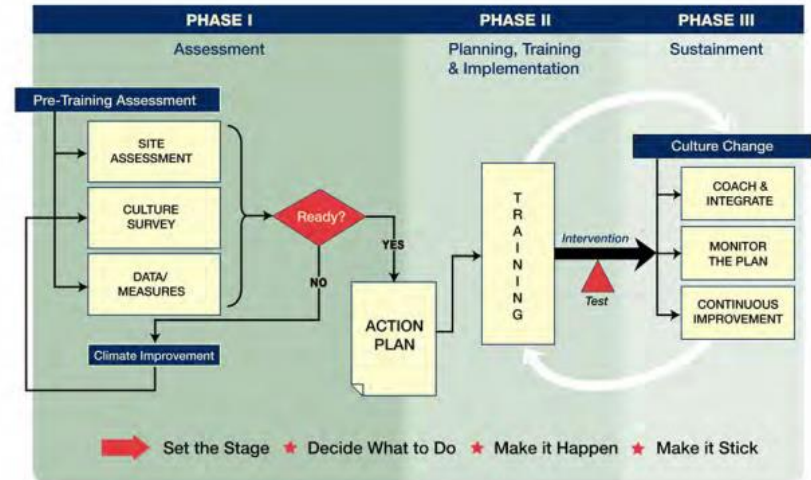 PHASE I
PHASE II
PHASE III
Assessment
Planning, Training
& Implementation
Sustainment
Pre-Training Assessment
SITE
ASSESSMENT
CULTURE
SURVEY
DATA/
MEASURES
Ready?
YES
NO
Climate Improvement
ACTION
PLAN
TRAINING
Intervention
Test
Culture Change
COACH &
INTEGRATE
MONITOR
THE PLAN
CONTINUOUS
IMPROVEMENT
Set the Stage ★ Decide What to Do ★ Make it Happen ★ Make it Stick